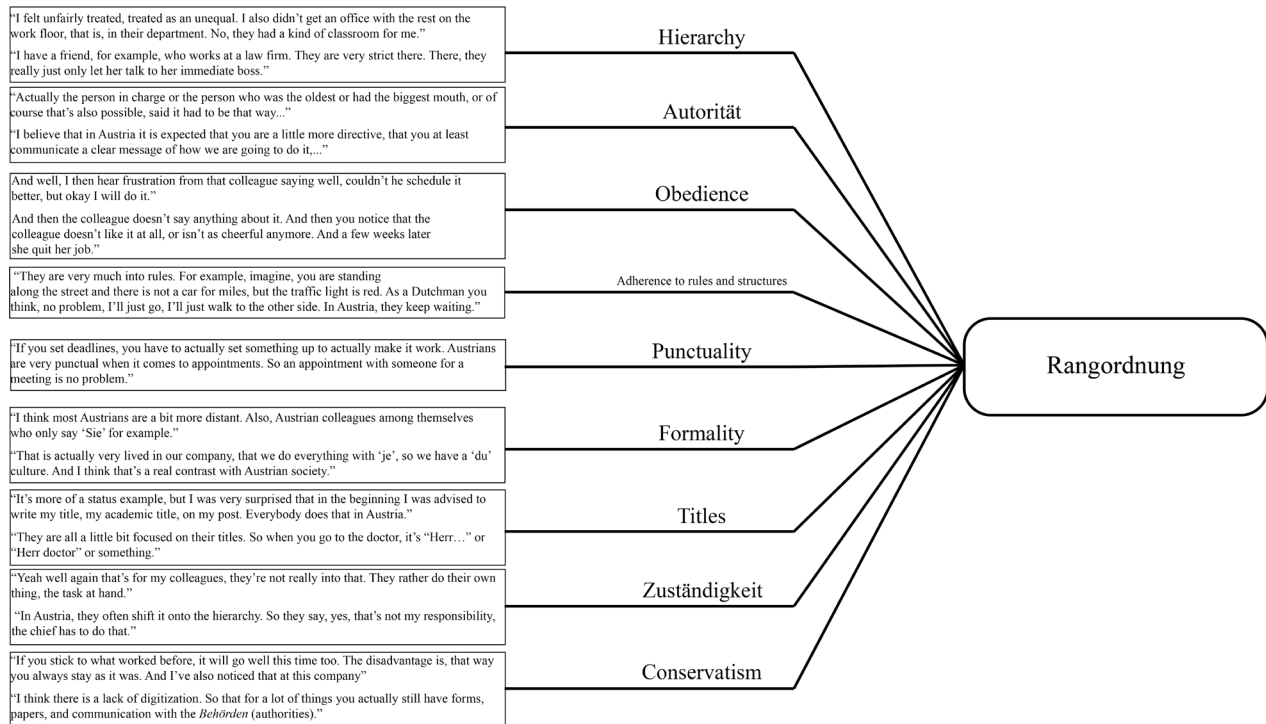 “I felt unfairly treated, treated as an unequal. I also didn’t get an office with the rest on the
work floor, that is, in their department. No, they had a kind of classroom for me.”
“I have a friend, for example, who works at a law firm. They are very strict there. There, they
really just only let her talk to her immediate boss.”
Hierarchy
“Actually the person in charge or the person who was the oldest or had the biggest mouth, or of
course that’s also possible, said it had to be that way...”
“I believe that in Austria it is expected that you are a little more directive, that you at least
communicate a clear message of how we are going to do it,...”
Autorität
And well, I then hear frustration from that colleague saying well, couldn’t he schedule it
better, but okay I will do it.”
And then the colleague doesn’t say anything about it. And then you notice that the
colleague doesn’t like it at all, or isn’t as cheerful anymore. And a few weeks later
she quit her job.”
Obedience
“They are very much into rules. For example, imagine, you are standing
along the street and there is not a car for miles, but the traffic light is red. As a Dutchman you
think, no problem, I’ll just go, I’ll just walk to the other side. In Austria, they keep waiting.”
Adherence to rules and structures
“If you set deadlines, you have to actually set something up to actually make it work. Austrians
are very punctual when it comes to appointments. So an appointment with someone for a
meeting is no problem.”
Punctuality
Rangordnung
“I think most Austrians are a bit more distant. Also, Austrian colleagues among themselves
who only say ‘Sie’ for example.”
“That is actually very lived in our company, that we do everything with ‘je’, so we have a ‘du’
culture. And I think that’s a real contrast with Austrian society.”
Formality
“It’s more of a status example, but I was very surprised that in the beginning I was advised to
write my title, my academic title, on my post. Everybody does that in Austria.”
“They are all a little bit focused on their titles. So when you go to the doctor, it’s “Herr…” or
“Herr doctor” or something.”
Titles
“Yeah well again that’s for my colleagues, they’re not really into that. They rather do their own
thing, the task at hand.”
“In Austria, they often shift it onto the hierarchy. So they say, yes, that’s not my responsibility,
the chief has to do that.”
Zuständigkeit
“If you stick to what worked before, it will go well this time too. The disadvantage is, that way
you always stay as it was. And I’ve also noticed that at this company”
“I think there is a lack of digitization. So that for a lot of things you actually still have forms,
papers, and communication with the Behörden (authorities).”
Conservatism